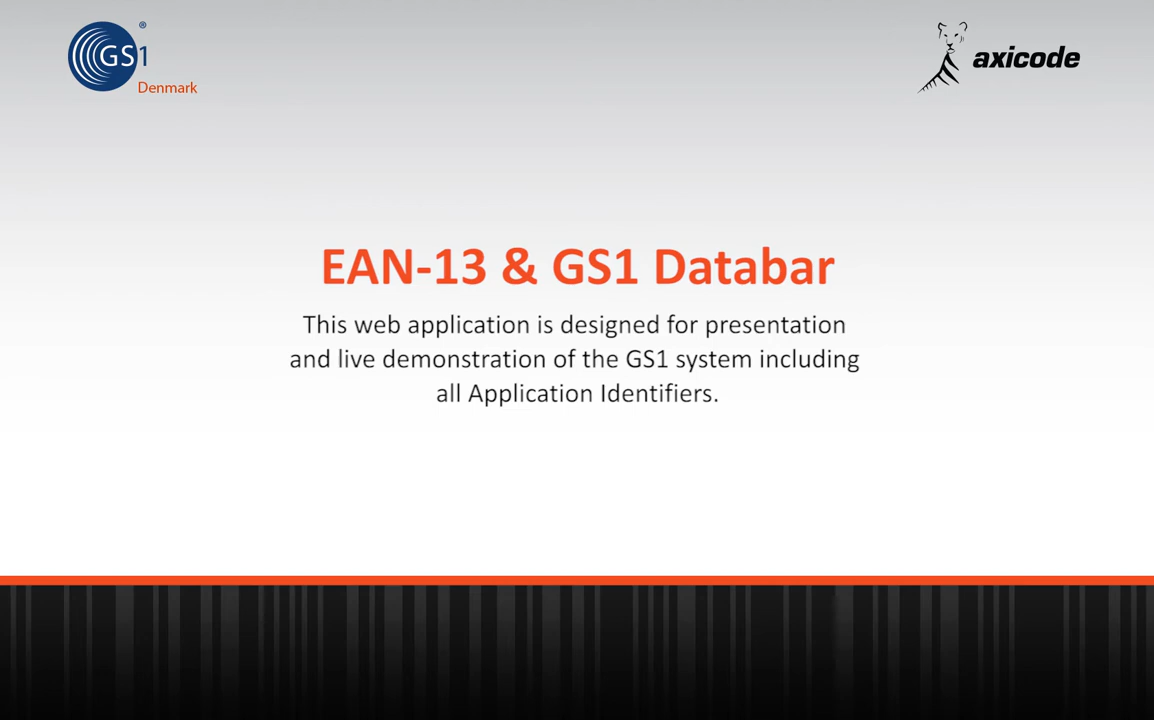 GS1®
Denmark
axicode
EAN-13 & GS1 Databar
This web application is designed for presentation
and live demonstration of the GS1 system including
all Application Identifiers.